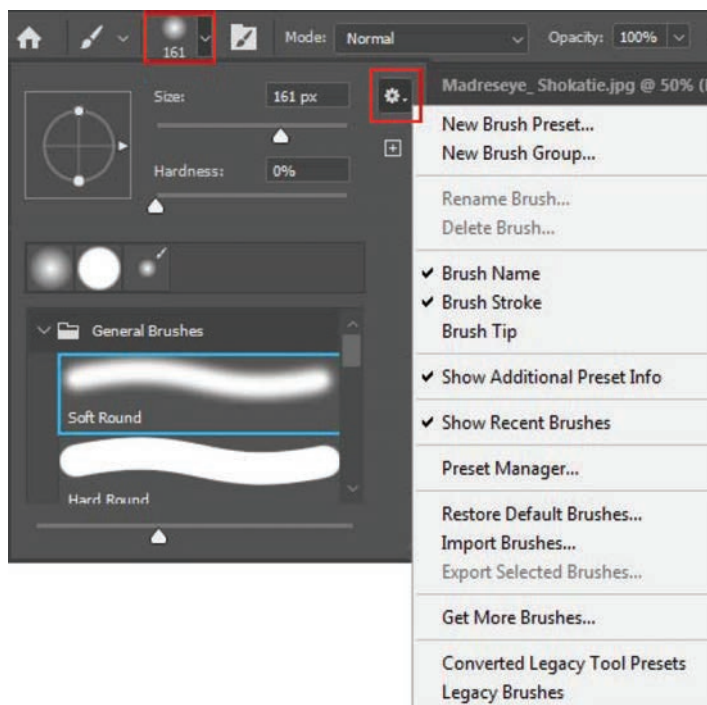 161
Mode: Normal
Opacity: 100%
Madreseye_ Shokatie.jpg @ 50% (
Size: 161 px
Hardness: 0%
General Brushes
Soft Round
Hard Round
New Brush Preset...
New Brush Group...
Rename Brush...
Delete Brush...
Brush Name
Brush Stroke
Brush Tip
Show Additional Preset Info
Show Recent Brushes
Preset Manager...
Restore Default Brushes...
Import Brushes...
Export Selected Brushes...
Get More Brushes...
Converted Legacy Tool Presets
Legacy Brushes